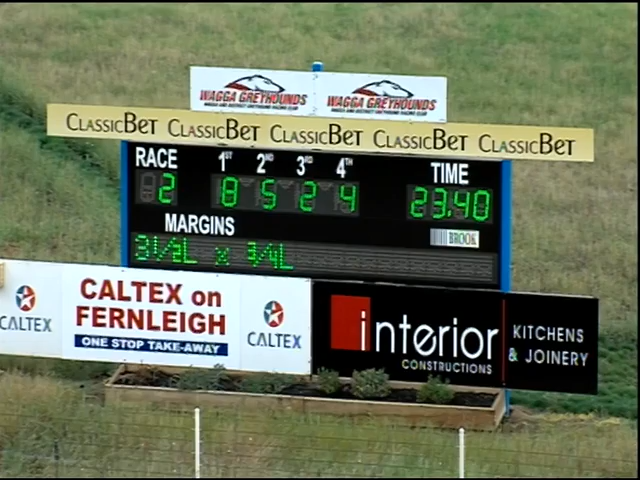 WAGGA GREYHOUNDS WAGGA GREYHOUNDS
CLASSICBET CLASSICBET CLASSICBET CLASSICBET CLASSICBET
RACE 1ST 2ND 3RD 4TH TIME
2 8 5 2 4 23.40
MARGINS BROOK
3 1/2L x 3/4L
CALTEX on
FERNLEIGH
ONE STOP TAKE-AWAY
CALTEX CALTEX
interior
CONSTRUCTIONS
KITCHENS
& JOINERY